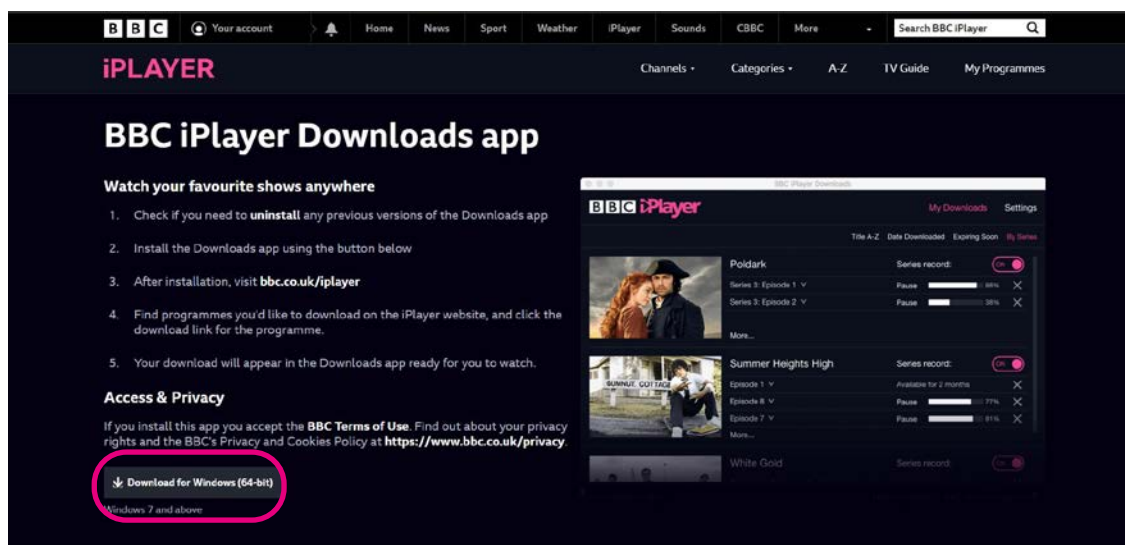 BBC Your account Home News Sport Weather iPlayer Sounds CBBC More Search BBC iPlayer
iPLAYER Channels Categories A-Z TV Guide My Programmes
BBC iPlayer Downloads app
Watch your favourite shows anywhere
1. Check if you need to uninstall any previous versions of the Downloads app
2. Install the Downloads app using the button below
3. After installation, visit bbc.co.uk/iplayer
4. Find programmes you'd like to download on the iPlayer website, and click the
download link for the programme.
5. Your download will appear in the Downloads app ready for you to watch.
Access & Privacy
If you install this app you accept the BBC Terms of Use. Find out about your privacy
rights and the BBC's Privacy and Cookies Policy at https://www.bbc.co.uk/privacy.
Download for Windows (64-bit)
Windows 7 and above
BBC iPlayer Downloads
BBC iPlayer My Downloads Settings
Title A-Z Date Downloaded Expiring Soon By Series
Poldark Series record: ON
Series 3: Episode 1 Pause 88%
Series 3: Episode 2 Pause 38%
More...
Summer Heights High Series record: ON
Episode 1 Available for 2 months
Episode 8 Pause 77%
Episode 7 Pause 81%
More...
White Gold Series record: